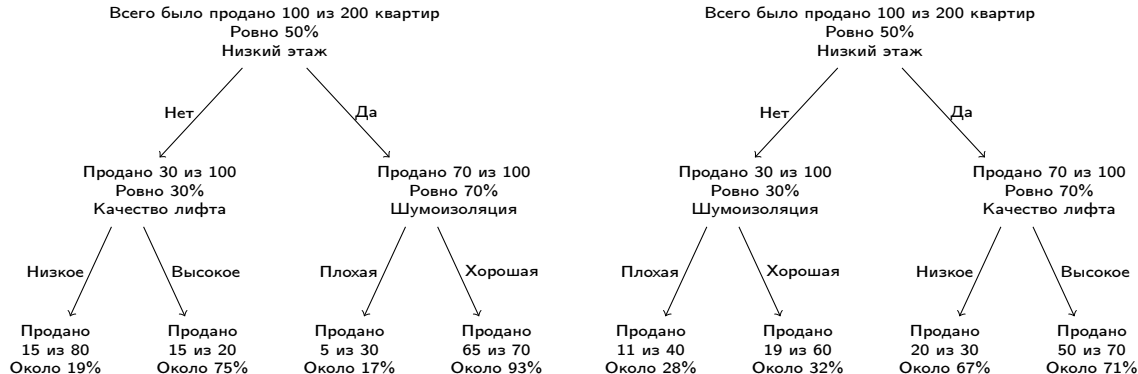 Всего было продано 100 из 200 квартир
Ровно 50%
Низкий этаж
Нет
Да
Продано 30 из 100
Ровно 30%
Качество лифта
Продано 70 из 100
Ровно 70%
Шумоизоляция
Низкое
Высокое
Плохая
Хорошая
Продано
15 из 80
Около 19%
Продано
15 из 20
Около 75%
Продано
5 из 30
Около 17%
Продано
65 из 70
Около 93%
Всего было продано 100 из 200 квартир
Ровно 50%
Низкий этаж
Нет
Да
Продано 30 из 100
Ровно 30%
Шумоизоляция
Продано 70 из 100
Ровно 70%
Качество лифта
Плохая
Хорошая
Низкое
Высокое
Продано
11 из 40
Около 28%
Продано
19 из 60
Около 32%
Продано
20 из 30
Около 67%
Продано
50 из 70
Около 71%